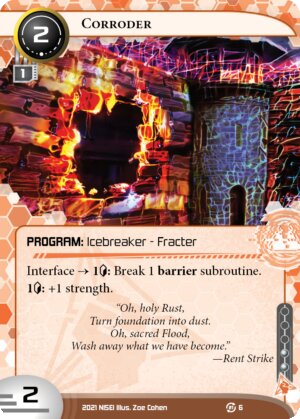 Corroder
2
1
PROGRAM: Icebreaker - Fracter
Interface → 1: Break 1 barrier subroutine.
1: +1 strength.
"Oh, holy Rust,
Turn foundation into dust.
Oh, sacred Flood,
Wash away what we have become."
—Rent Strike
2
2021 NISEI Illus. Zoe Cohen
6